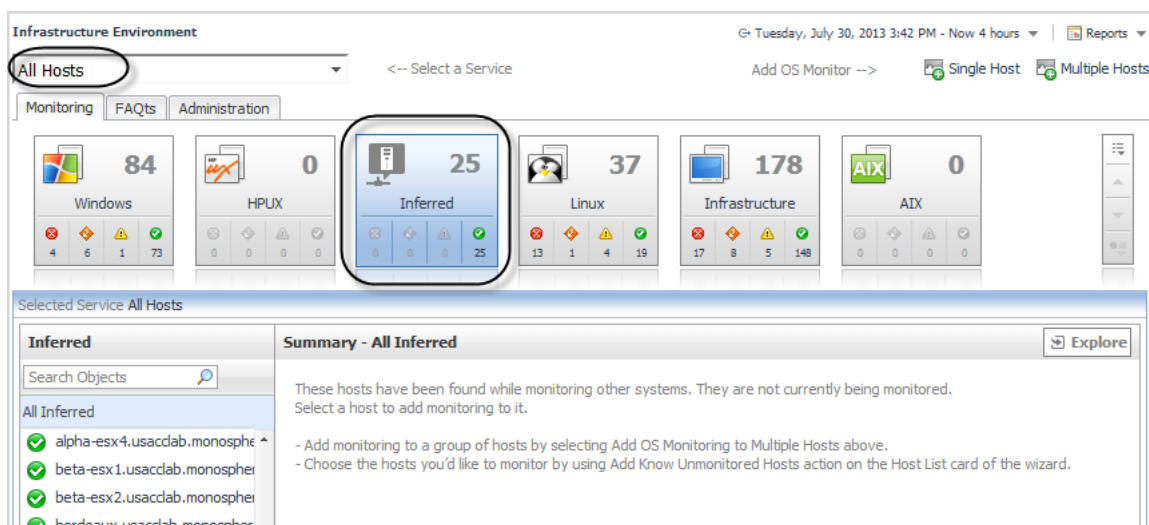 Infrastructure Environment
Tuesday, July 30, 2013 3:42 PM - Now 4 hours
Reports
All Hosts
<-- Select a Service
Add OS Monitor -->
Single Host
Multiple Hosts
Monitoring FAQts Administration
84 0 25 37 178 0
Windows HPUX Inferred Linux Infrastructure AIX
4 6 1 73 0 0 0 0 0 0 0 25 13 1 4 19 17 8 5 148 0 0 0 0
Selected Service All Hosts
Inferred
Summary - All Inferred
Explore
Search Objects
These hosts have been found while monitoring other systems. They are not currently being monitored.
Select a host to add monitoring to it.
All Inferred
- Add monitoring to a group of hosts by selecting Add OS Monitoring to Multiple Hosts above.
- Choose the hosts you'd like to monitor by using Add Know Unmonitored Hosts action on the Host List card of the wizard.
alpha-esx4.usacclab.monosphe
beta-esx1.usacclab.monospher
beta-esx2.usacclab.monospher